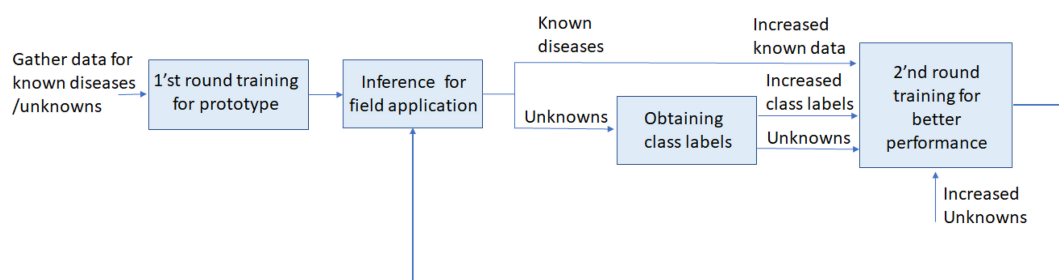 Gather data for
known diseases
/unknowns
1'st round training
for prototype
Inference for
field application
Known
diseases
Unknowns
Obtaining
class labels
Increased
known data
Increased
class labels
Unknowns
2'nd round
training for
better
performance
Increased
Unknowns